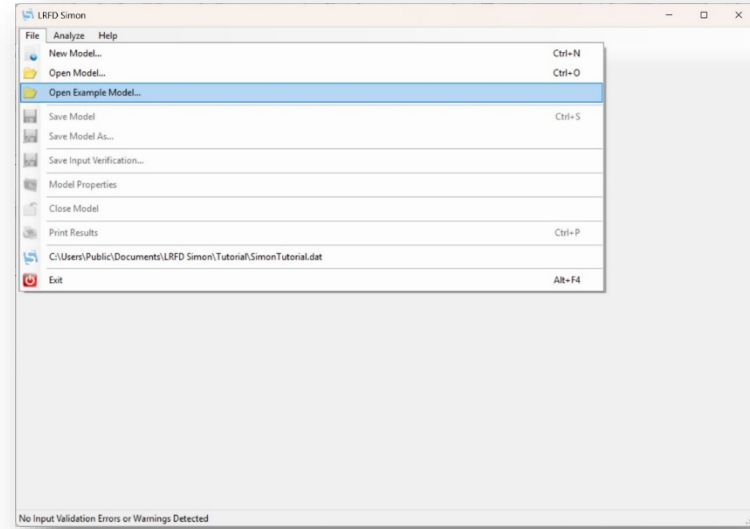 LRFD Simon
File Analyze Help
New Model... Ctrl+N
Open Model... Ctrl+O
Open Example Model...
Save Model Ctrl+S
Save Model As...
Save Input Verification...
Model Properties
Close Model
Print Results Ctrl+P
C:\Users\Public\Documents\LRFD Simon\Tutorial\SimonTutorial.dat
Exit Alt+F4
No Input Validation Errors or Warnings Detected